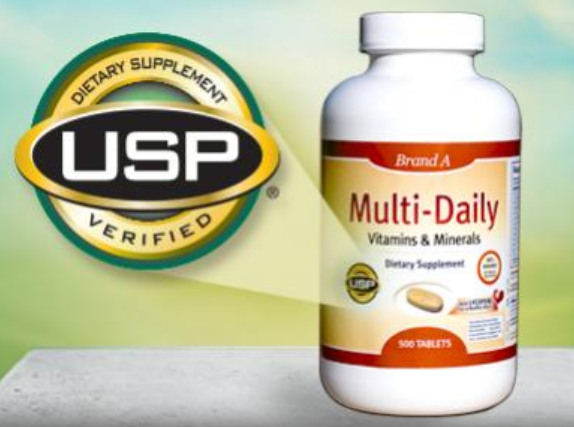 DIETARY SUPPLEMENT
USP
VERIFIED
®
Brand A
Multi-Daily
Vitamins & Minerals
Dietary Supplement
USP
500 TABLETS